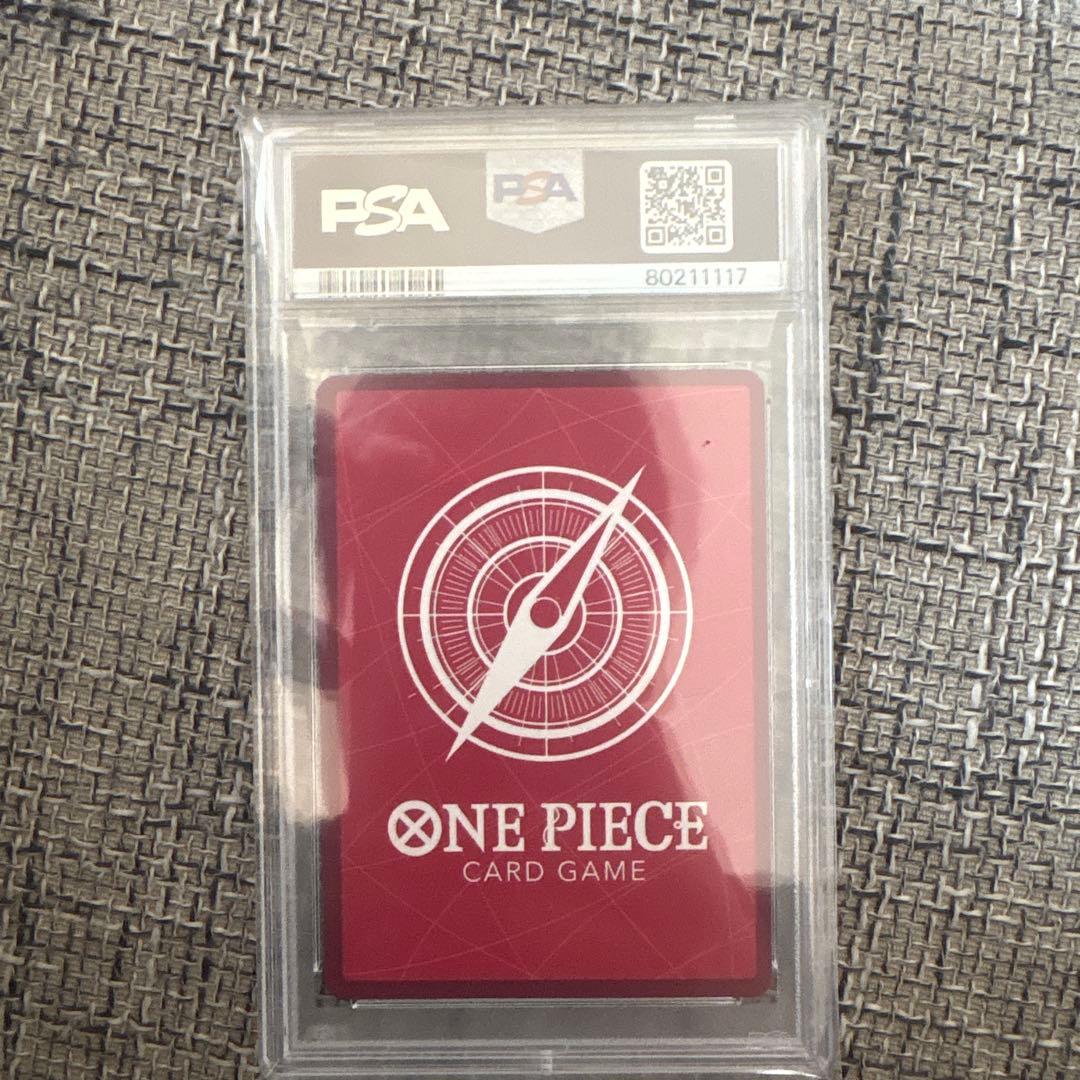 PSA
PSA
80211117
ONE PIECE
CARD GAME